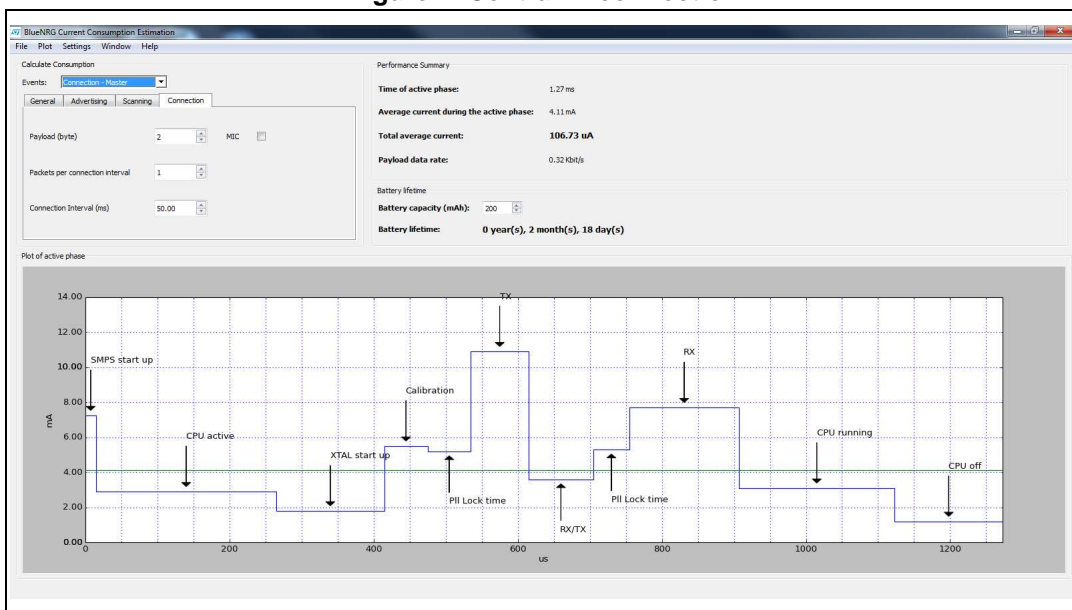 BlueNRG Current Consumption Estimation
File Plot Settings Window Help
Calculate Consumption
Events: Connection - Master
General Advertising Scanning Connection
Payload (byte) 2 MIC
Packets per connection interval 1
Connection Interval (ms) 50.00
Performance Summary
Time of active phase: 1.27 ms
Average current during the active phase: 4.11 mA
Total average current: 106.73 uA
Payload data rate: 0.32 Kbit/s
Battery lifetime
Battery capacity (mAh): 200
Battery lifetime: 0 year(s), 2 month(s), 18 day(s)
Plot of active phase
14.00
12.00
10.00
8.00
6.00
4.00
2.00
0.00
mA
SMPS start up
CPU active
XTAL start up
Calibration
Pll Lock time
TX
RX/TX
Pll Lock time
RX
CPU running
CPU off
0 200 400 600 800 1000 1200
us